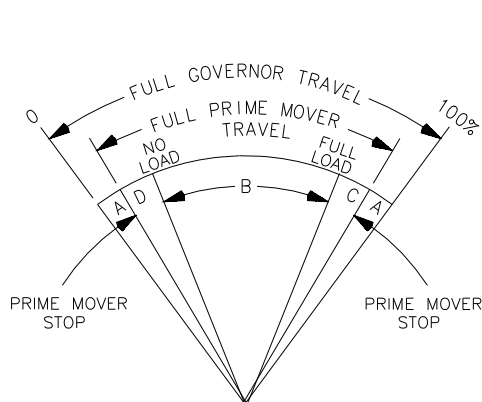 FULL GOVERNOR TRAVEL
0
100%
FULL PRIME MOVER
TRAVEL
NO
LOAD
FULL
LOAD
A
D
B
C
A
PRIME MOVER
STOP
PRIME MOVER
STOP